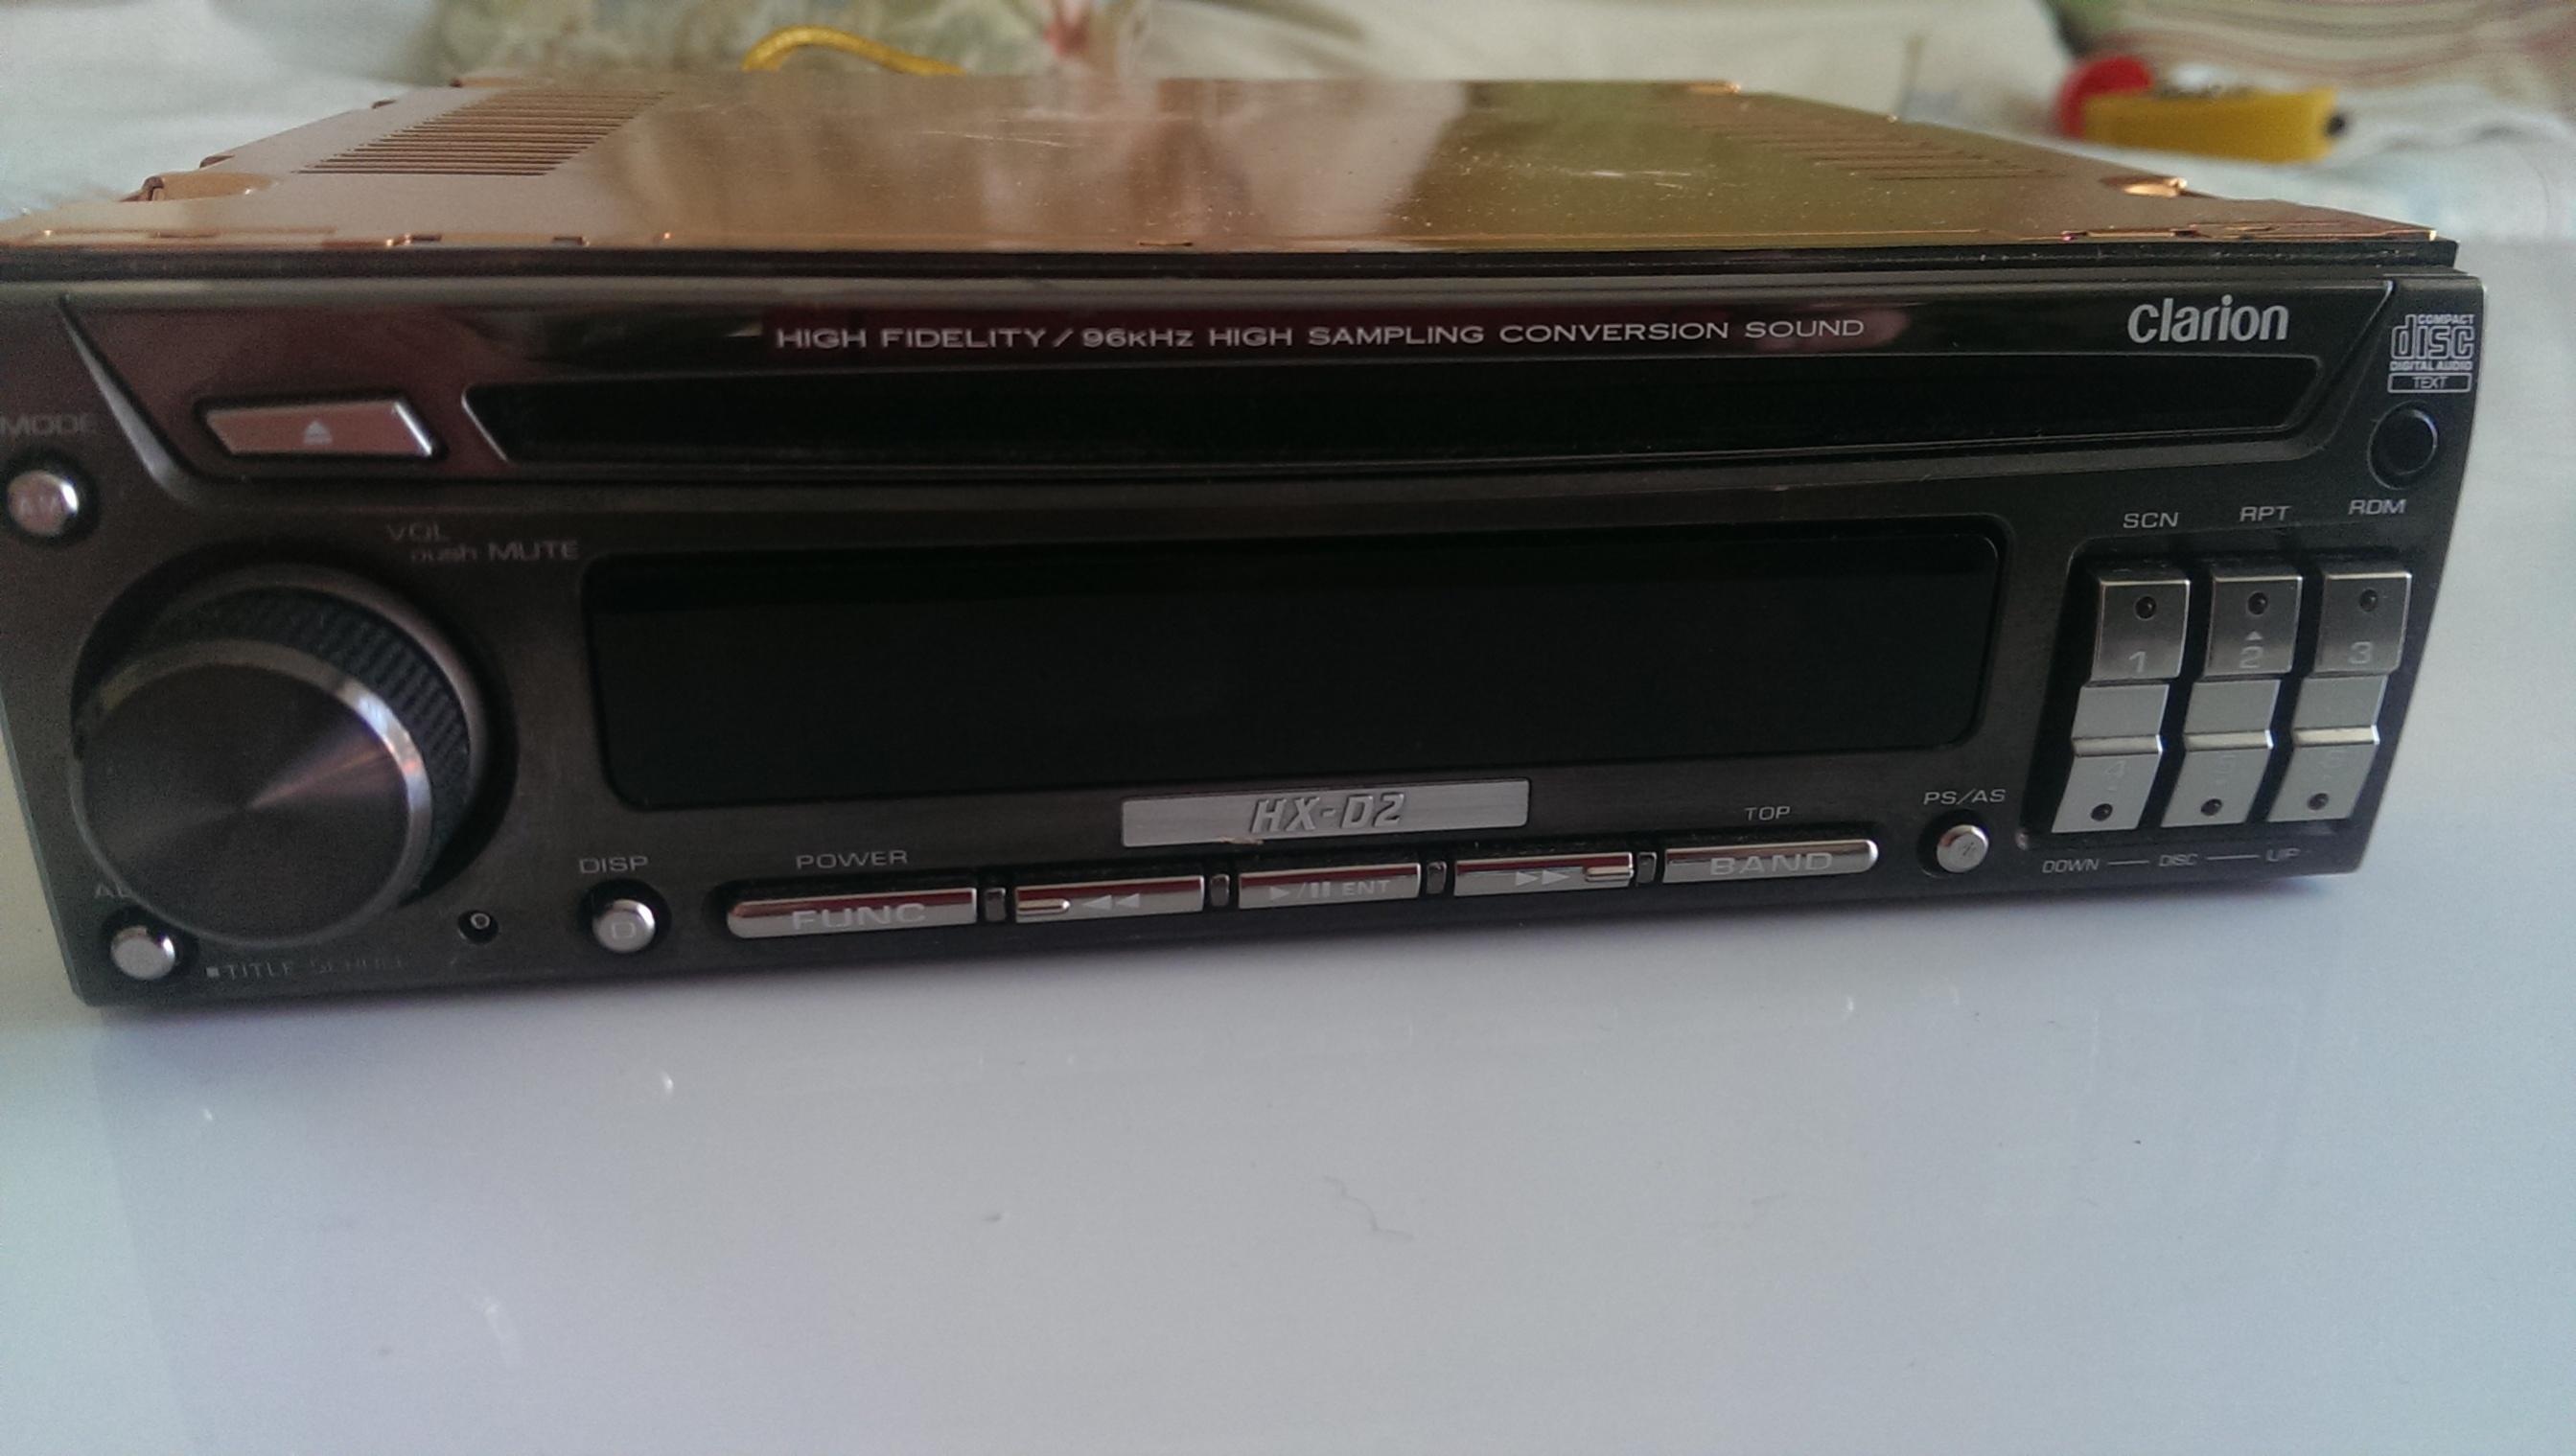 HIGH FIDELITY/96kHz HIGH SAMPLING CONVERSION SOUND
clarion
COMPACT
disc
DIGITAL AUDIO
TEXT
MODE
VOL
push MUTE
SCN RPT RDM
1 2 3
HX-D2
DISP
POWER
TOP
PS/AS
D
FUNC
▶/II ENT
BAND
DOWN — DISC — UP
■TITLE